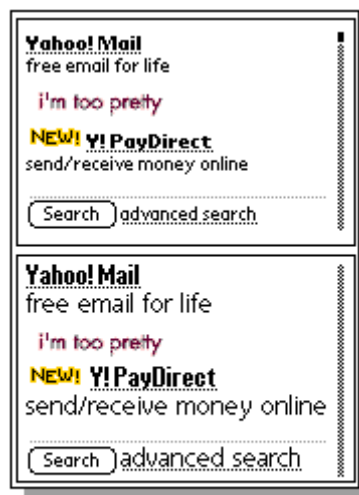 Yahoo! Mail
free email for life
i'm too pretty
NEW! Y! PayDirect
send/receive money online
Search advanced search
Yahoo! Mail
free email for life
i'm too pretty
NEW! Y! PayDirect
send/receive money online
Search advanced search